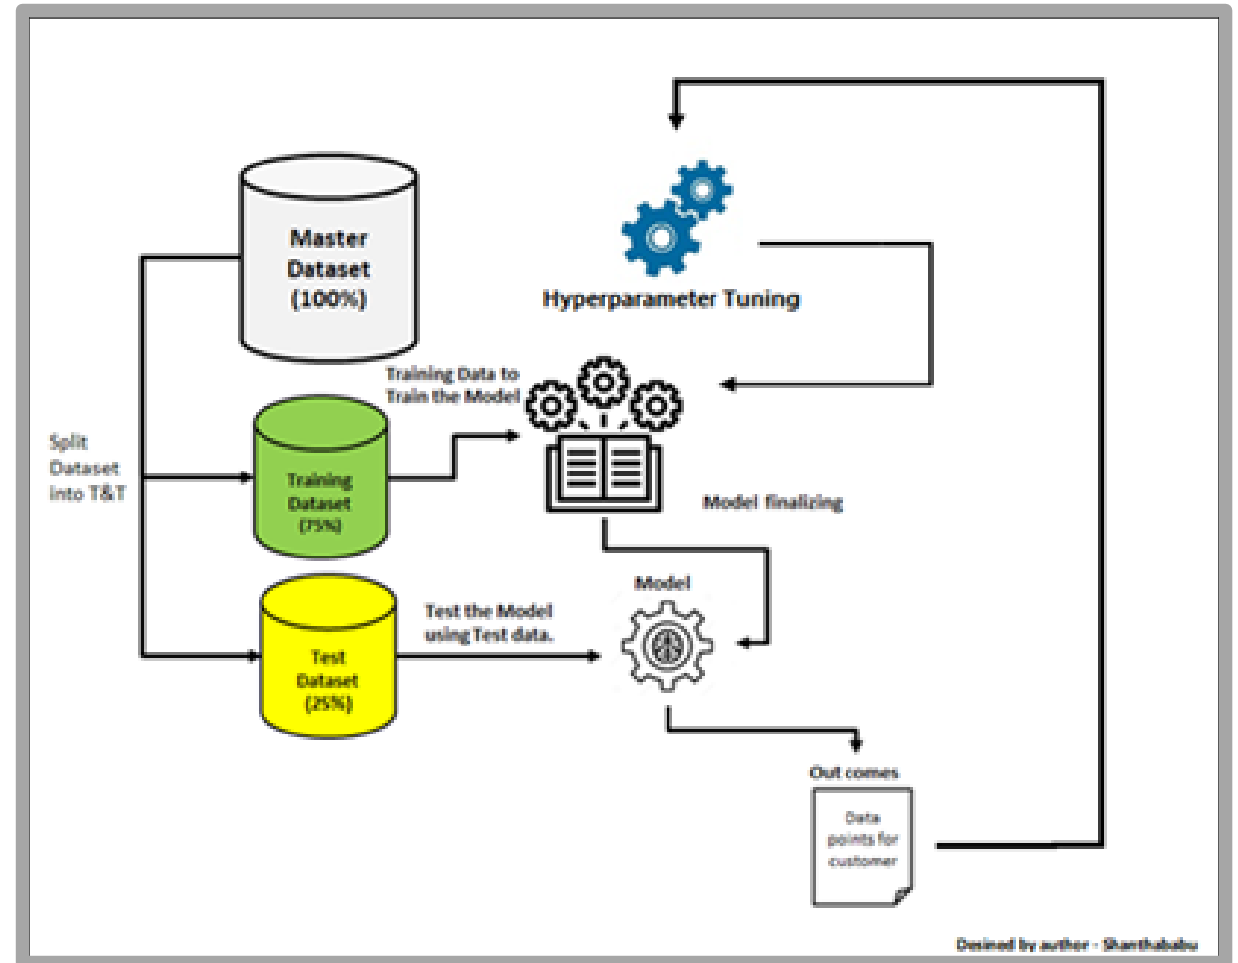 Master
Dataset
(100%)
Hyperparameter Tuning
Training Data to
Train the Model
Split
Dataset
into T&T
Training
Dataset
(75%)
Model finalizing
Model
Test the Model
using Test data.
Test
Dataset
(25%)
Out comes
Data
points for
customer
Desined by author - Shanthababu